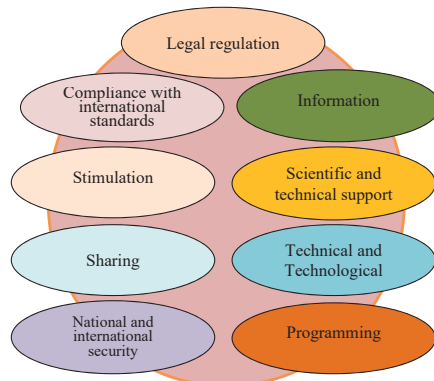 Legal regulation
Compliance with
international
standards
Information
Stimulation
Scientific and
technical support
Sharing
Technical and
Technological
National and
international
security
Programming